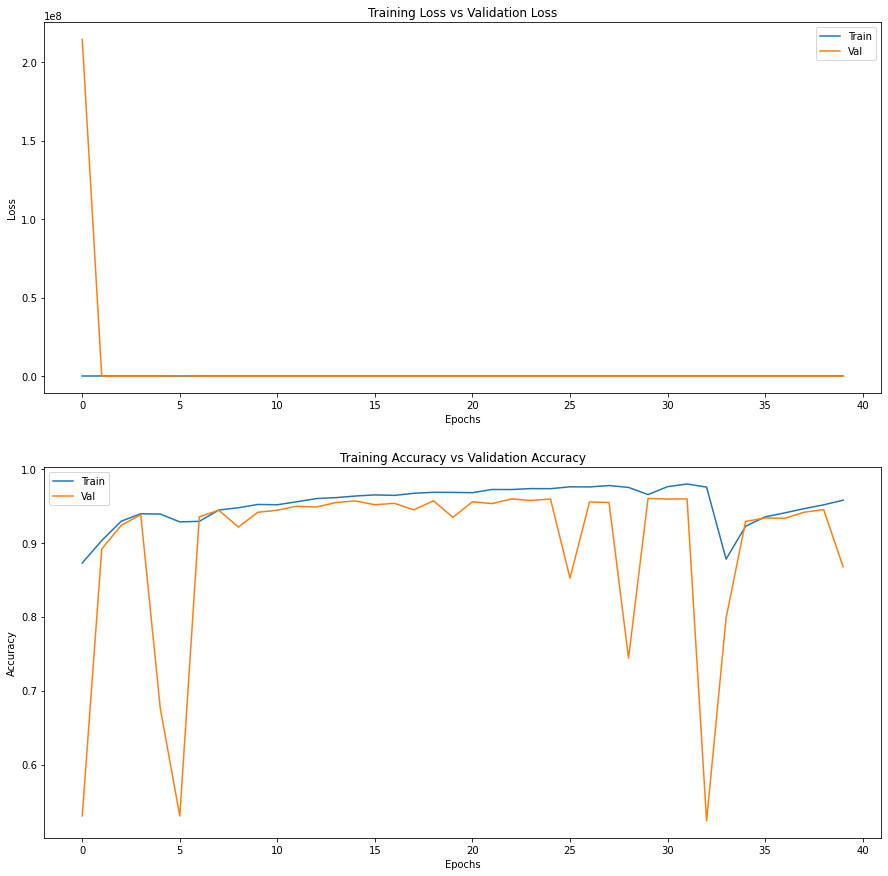 Training Loss vs Validation Loss
1e8
Train
Val
2.0
1.5
1.0
0.5
0.0
Loss
0 5 10 15 20 25 30 35 40
Epochs
Training Accuracy vs Validation Accuracy
Train
Val
1.0
0.9
0.8
0.7
0.6
Accuracy
0 5 10 15 20 25 30 35 40
Epochs